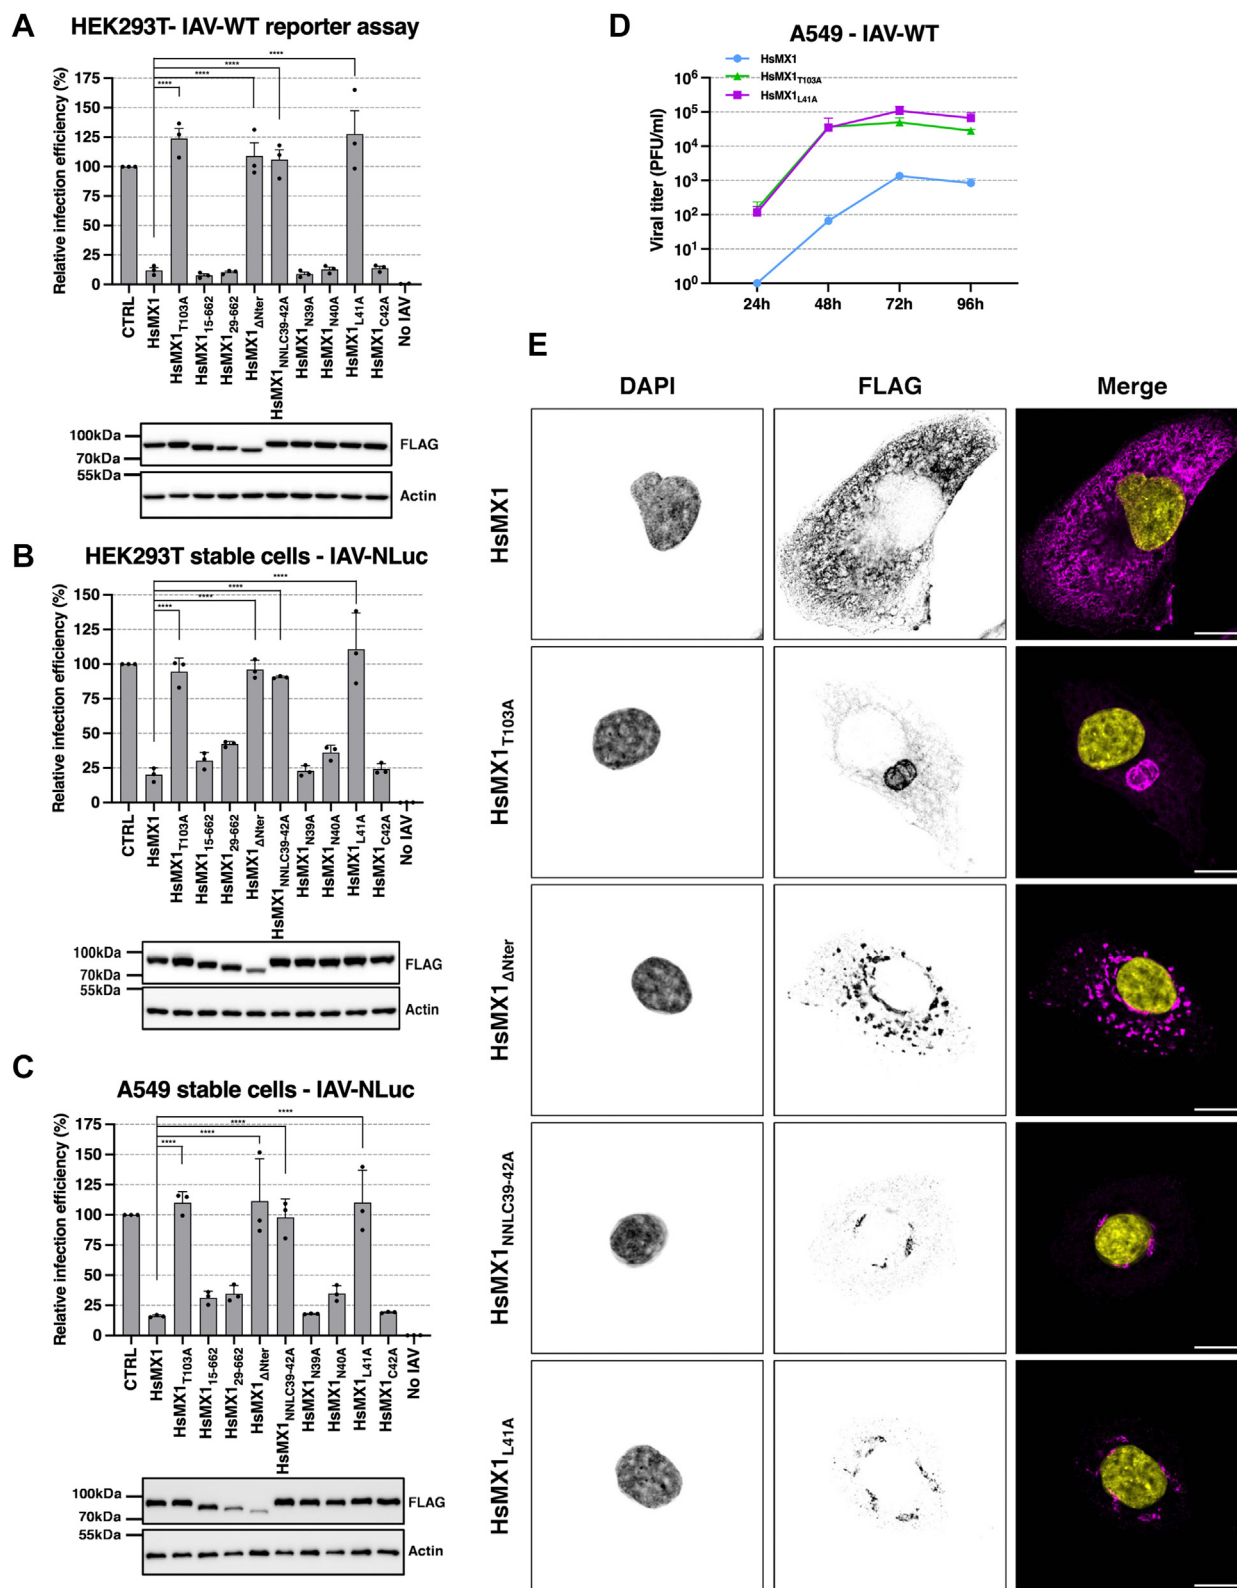 A
HEK293T- IAV-WT reporter assay
Relative infection efficiency (%)
175
150
125
100
75
50
25
0
****
****
****
****
CTRL
HsMX1
HsMX1T103A
HsMX115-662
HsMX129-662
HsMX1ΔNter
HsMX1NNLC39-42A
HsMX1N39A
HsMX1N40A
HsMX1L41A
HsMX1C42A
No IAV
100kDa
70kDa
55kDa
FLAG
Actin
B
HEK293T stable cells - IAV-NLuc
Relative infection efficiency (%)
150
125
100
75
50
25
0
****
****
****
****
CTRL
HsMX1
HsMX1T103A
HsMX115-662
HsMX129-662
HsMX1ΔNter
HsMX1NNLC39-42A
HsMX1N39A
HsMX1N40A
HsMX1L41A
HsMX1C42A
No IAV
100kDa
70kDa
55kDa
FLAG
Actin
C
A549 stable cells - IAV-NLuc
Relative infection efficiency (%)
175
150
125
100
75
50
25
0
****
****
****
****
CTRL
HsMX1
HsMX1T103A
HsMX115-662
HsMX129-662
HsMX1ΔNter
HsMX1NNLC39-42A
HsMX1N39A
HsMX1N40A
HsMX1L41A
HsMX1C42A
No IAV
100kDa
70kDa
55kDa
FLAG
Actin
D
A549 - IAV-WT
HsMX1
HsMX1T103A
HsMX1L41A
Viral titer (PFU/ml)
10⁶
10⁵
10⁴
10³
10²
10¹
10⁰
24h 48h 72h 96h
E
DAPI FLAG Merge
HsMX1
HsMX1T103A
HsMX1ΔNter
HsMX1NNLC39-42A
HsMX1L41A